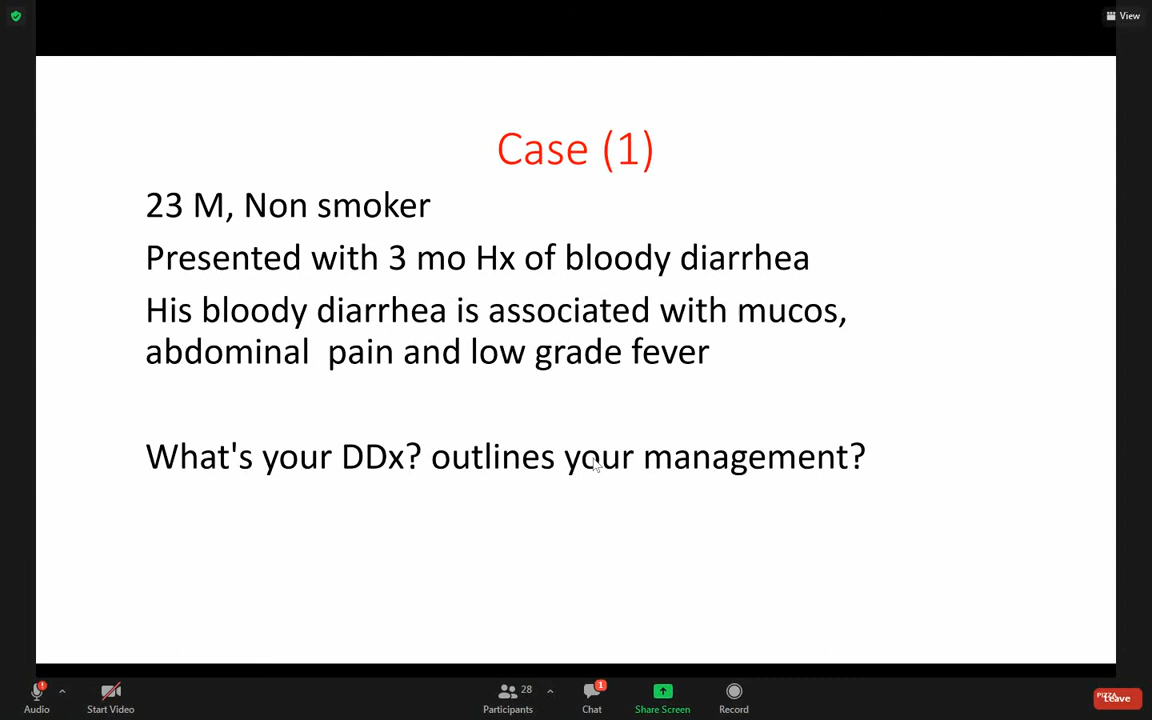 View
Case (1)
23 M, Non smoker
Presented with 3 mo Hx of bloody diarrhea
His bloody diarrhea is associated with mucos,
abdominal pain and low grade fever
What's your DDx? outlines your management?
Audio
Start Video
Participants
28
Chat
1
Share Screen
Record
PIZZA
Leave